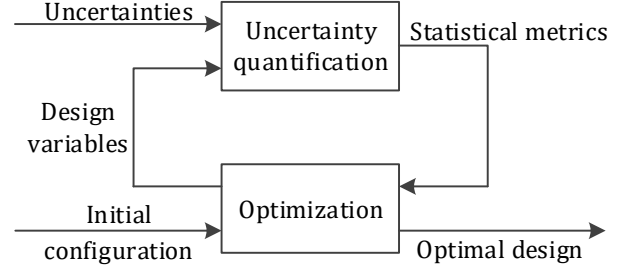 Uncertainties
Uncertainty
quantification
Statistical metrics
Design
variables
Initial
configuration
Optimization
Optimal design